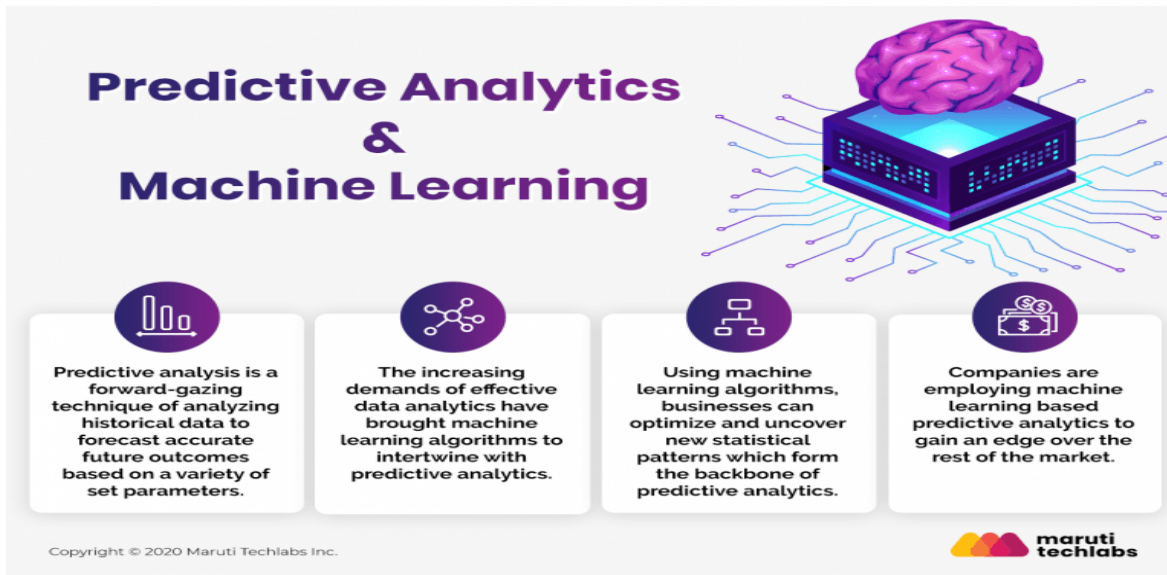 Predictive Analytics
&
Machine Learning
Predictive analysis is a
forward-gazing
technique of analyzing
historical data to
forecast accurate
future outcomes
based on a variety of
set parameters.
The increasing
demands of effective
data analytics have
brought machine
learning algorithms to
intertwine with
predictive analytics.
Using machine
learning algorithms,
businesses can
optimize and uncover
new statistical
patterns which form
the backbone of
predictive analytics.
Companies are
employing machine
learning based
predictive analytics to
gain an edge over the
rest of the market.
Copyright © 2020 Maruti Techlabs Inc.
maruti
techlabs